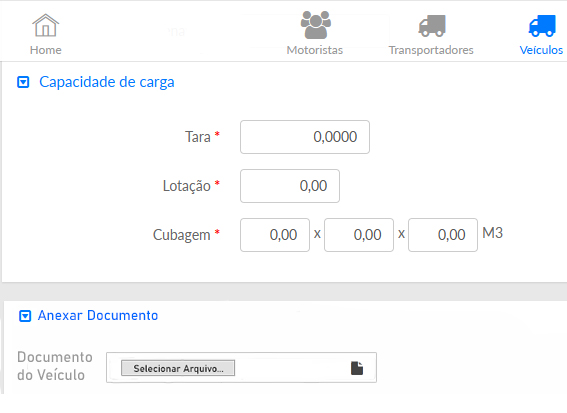 Home Motoristas Transportadores Veículos
Capacidade de carga
Tara * 0,0000
Lotação * 0,00
Cubagem * 0,00 x 0,00 x 0,00 M3
Anexar Documento
Documento
do Veículo
Selecionar Arquivo...